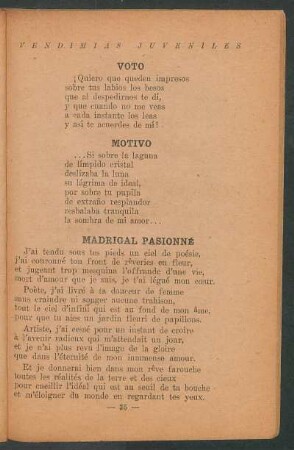 VENDIMIAS JUVENILES
VOTO
¡Quiero que queden impresos
sobre tus labios los besos
que al despedirnos te dí,
y que cuando no me veas
a cada instante los leas
y así te acuerdes de mí!
MOTIVO
...Si sobre la laguna
de límpido cristal
deslizaba la luna
su lágrima de ideal,
por sobre tu pupila
de extraño resplandor
resbalaba tranquila
la sombra de mi amor...
MADRIGAL PASIONNÉ
J'ai tendu sous tes pieds un ciel de poésie,
j'ai couronné ton front de rêveries en fleur,
et jugeant trop mesquina l'offrande d'une vie,
mort d'amour que je suis, je t'ai légué mon cœur.
Poète, j'ai livré à ta douceur de femme
sans craindre ni songer aucune trahison,
tout le ciel d'infini qui est au fond de mon âme,
pour que tu mies un jardin fleuri de papillons.
Artiste, j'ai cessé pour un instant de croire
à l'avenir radieux qui m'attendait un jour,
et je n'ai plus revu l'image de la gloire
que dans l'éternité de mon immense amour.
Et je donnerai bien dans mon rêve farouche
toutes les réalités de la terre et des cieux
pour cueillir l'idéal qui est au seuil de ta bouche
et m'éloigner du monde en regardant tes yeux.
— 35 —